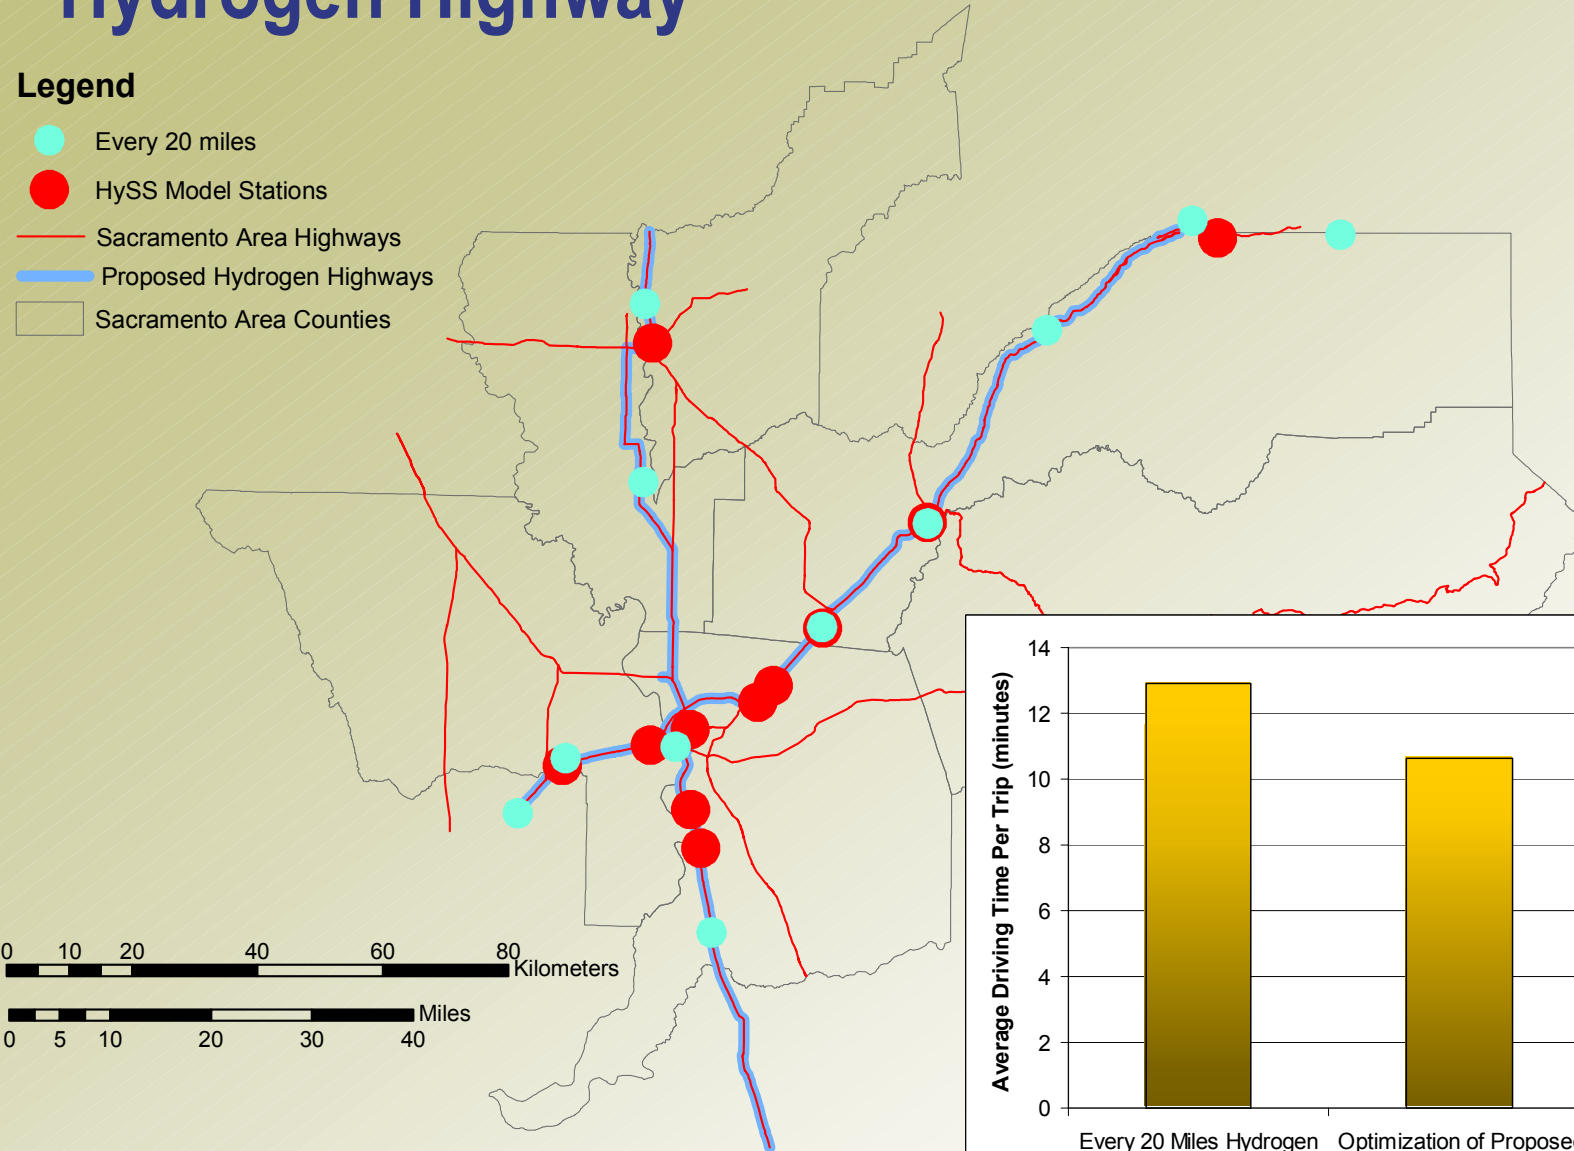 Hydrogen Highway
Legend
Every 20 miles
HySS Model Stations
Sacramento Area Highways
Proposed Hydrogen Highways
Sacramento Area Counties
0 10 20 40 60 80
Kilometers
Miles
0 5 10 20 30 40
Average Driving Time Per Trip (minutes)
14
12
10
8
6
4
2
0
Every 20 Miles Hydrogen
Optimization of Proposed